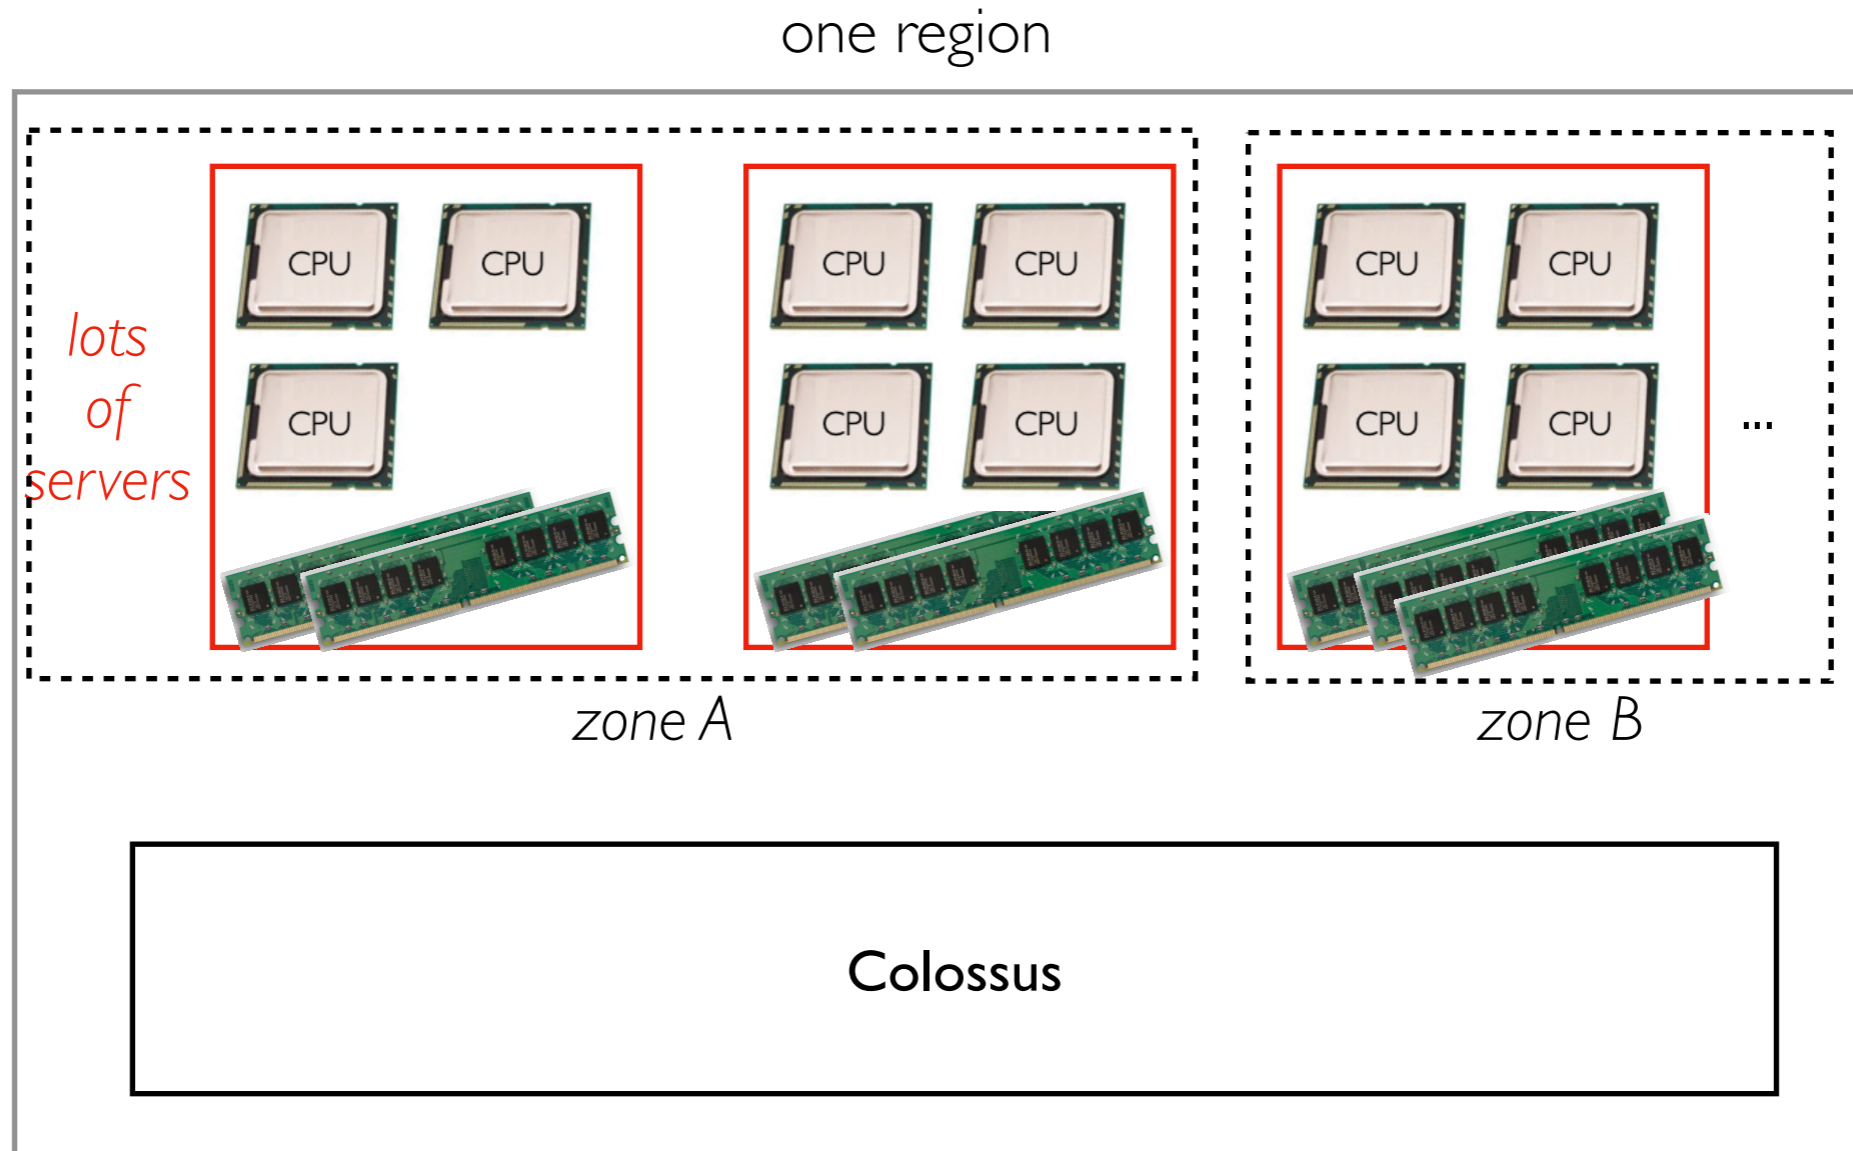 one region
lots
of
servers
CPU CPU
CPU
CPU CPU
CPU CPU
CPU CPU
CPU CPU
...
zone A
zone B
Colossus